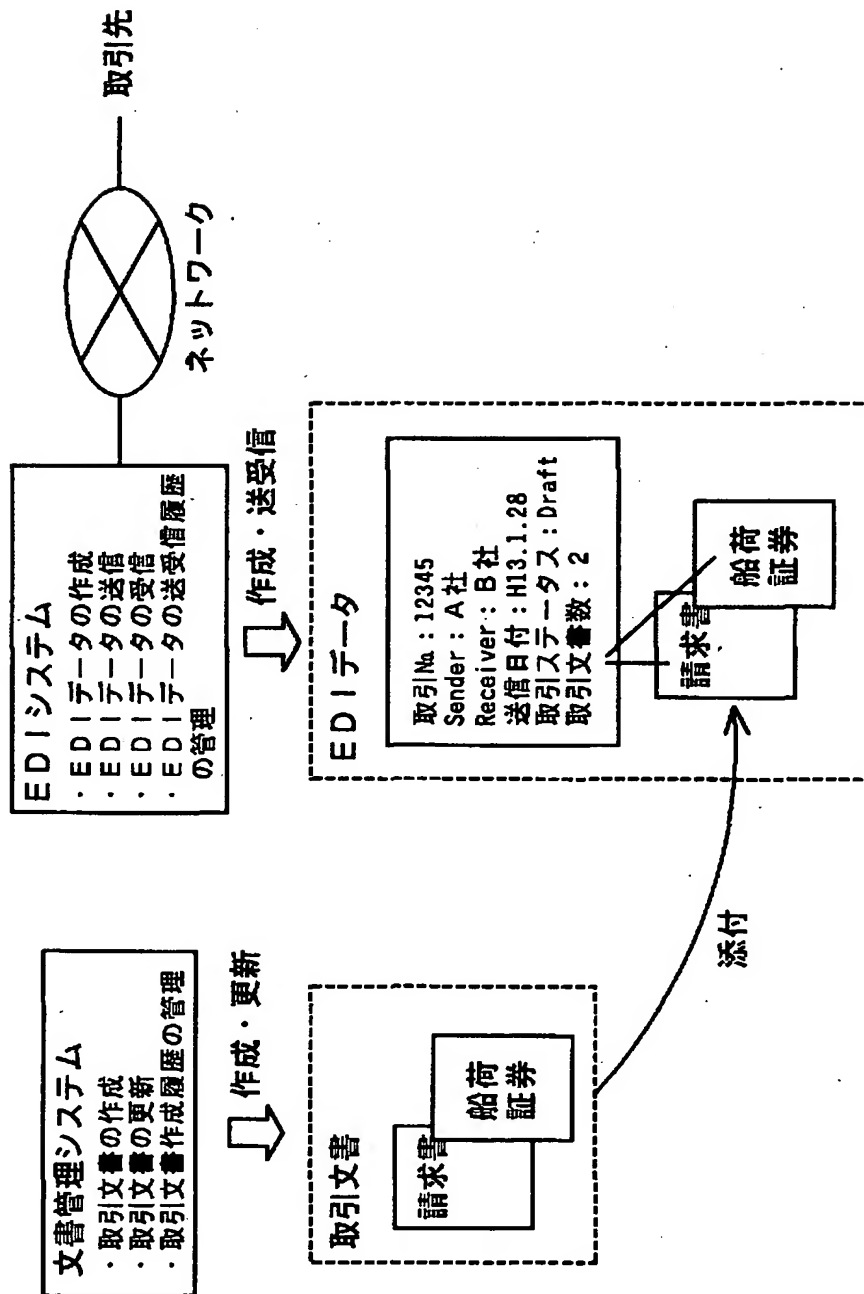 文書管理システム
・取引文書の作成
・取引文書の更新
・取引文書作成履歴の管理
作成・更新
取引文書
請求書
船荷
証券
添付
EDIシステム
・EDIデータの作成
・EDIデータの送信
・EDIデータの受信
・EDIデータの送受信履歴
の管理
作成・送受信
EDIデータ
取引No.:12345
Sender:A社
Receiver:B社
送信日付:H13.1.28
取引ステータス:Draft
取引文書数:2
請求書
船荷
証券
ネットワーク
取引先